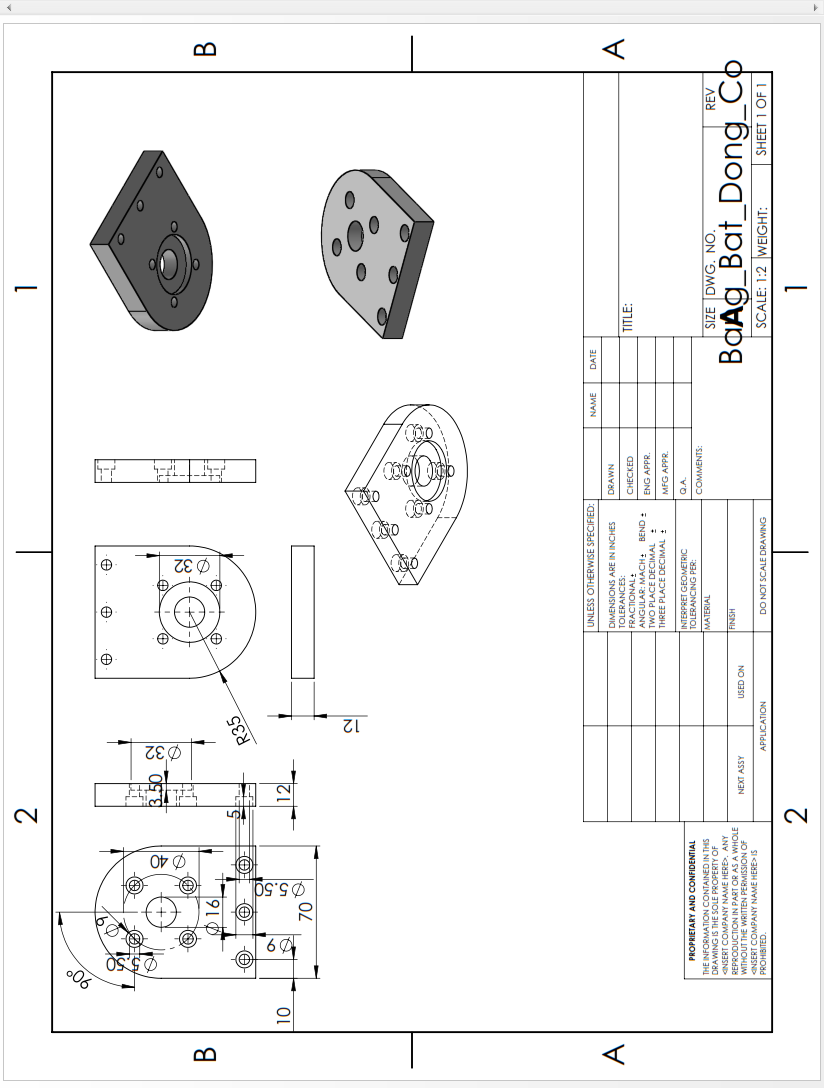 2
1
B
B
90°
∅9
∅5.50
∅40
∅16
∅5.50
∅9
10
70
5
3.50
∅32
12
R35
∅32
12
A
A
PROPRIETARY AND CONFIDENTIAL
THE INFORMATION CONTAINED IN THIS
DRAWING IS THE SOLE PROPERTY OF
<INSERT COMPANY NAME HERE>. ANY
REPRODUCTION IN PART OR AS A WHOLE
WITHOUT THE WRITTEN PERMISSION OF
<INSERT COMPANY NAME HERE> IS
PROHIBITED.
NEXT ASSY
USED ON
APPLICATION
UNLESS OTHERWISE SPECIFIED:
DIMENSIONS ARE IN INCHES
TOLERANCES:
FRACTIONAL ±
ANGULAR: MACH ± BEND ±
TWO PLACE DECIMAL ±
THREE PLACE DECIMAL ±
INTERPRET GEOMETRIC
TOLERANCING PER:
MATERIAL
FINISH
DO NOT SCALE DRAWING
NAME
DATE
DRAWN
CHECKED
ENG APPR.
MFG APPR.
Q.A.
COMMENTS:
TITLE:
SIZE
DWG. NO.
REV
A
Bang_Bat_Dong_Co
SCALE: 1:2
WEIGHT:
SHEET 1 OF 1
2
1